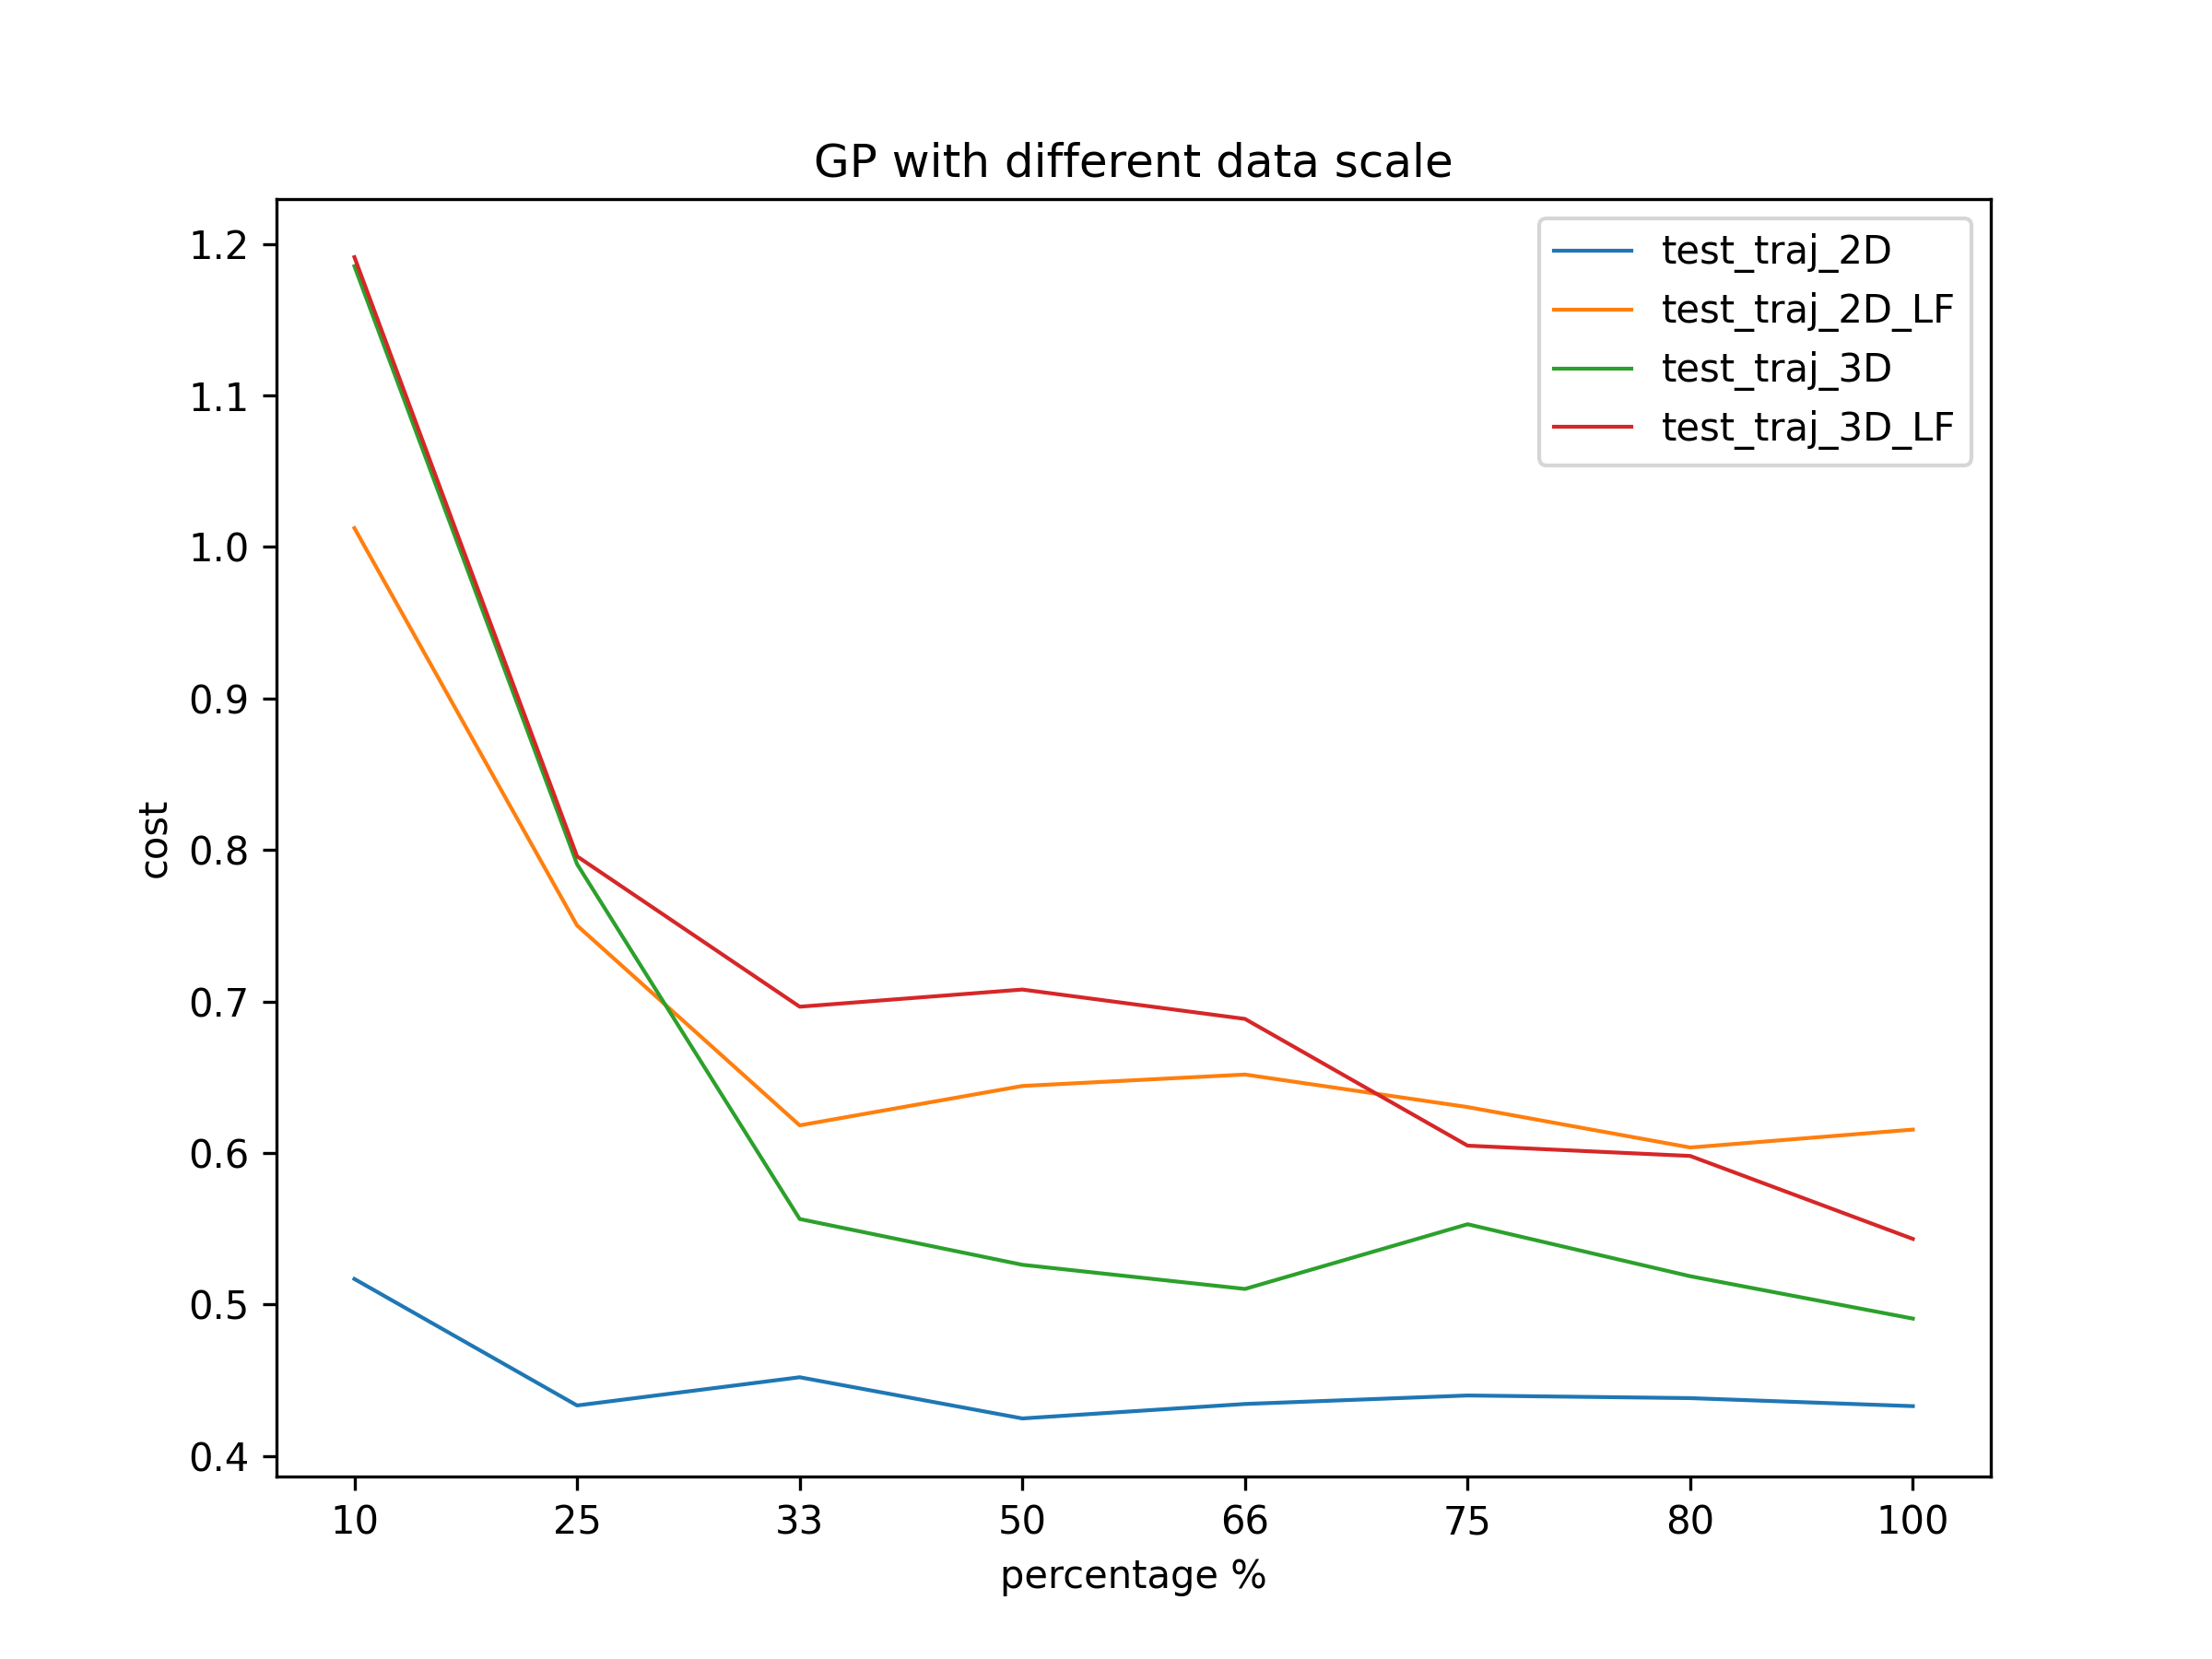 GP with different data scale
test_traj_2D
test_traj_2D_LF
test_traj_3D
test_traj_3D_LF
cost
1.2
1.1
1.0
0.9
0.8
0.7
0.6
0.5
0.4
10 25 33 50 66 75 80 100
percentage %